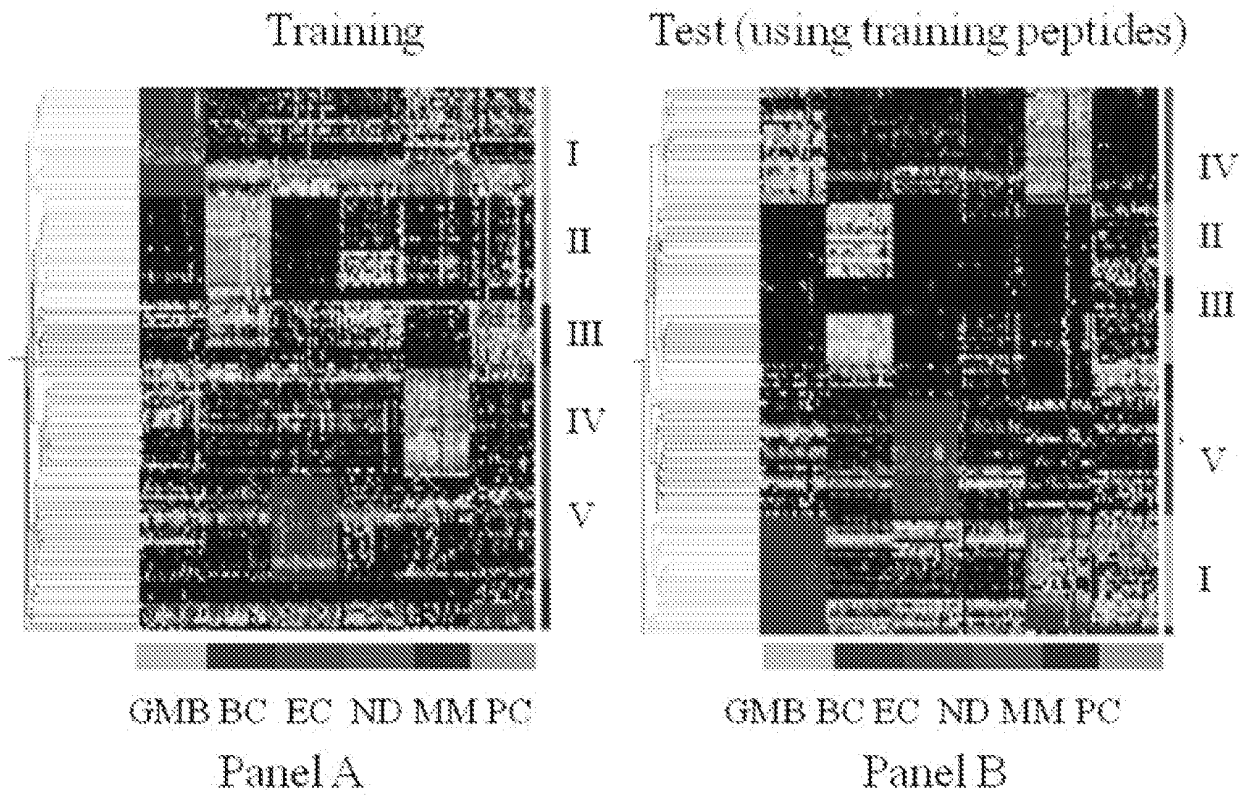 Training
Test (using training peptides)
I
II
III
IV
V
IV
II
III
V
I
GMB BC EC ND MM PC
GMB BC EC ND MM PC
Panel A
Panel B